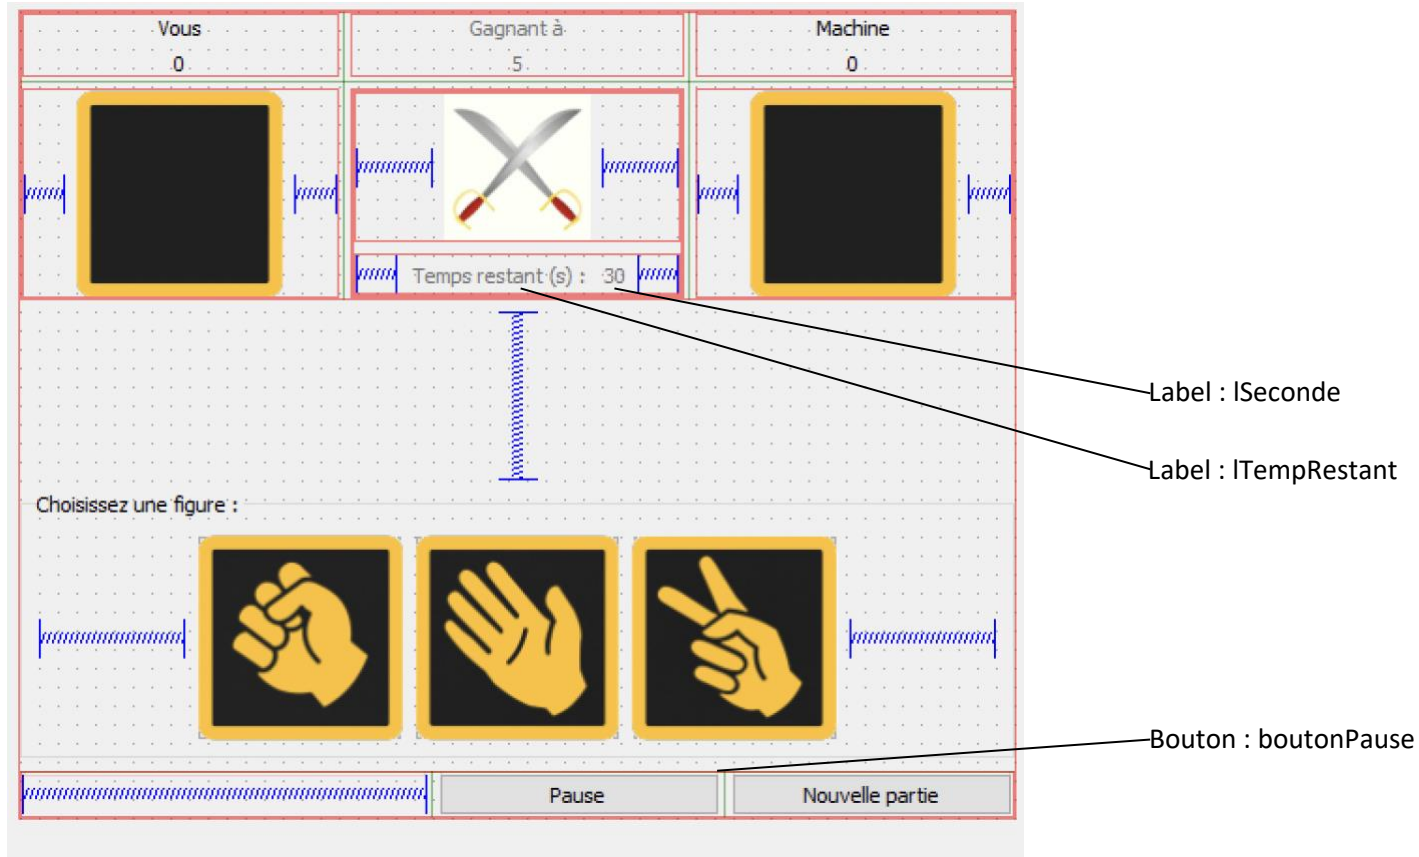 Vous
Gagnant à
Machine
0
5
0
Temps restant (s) :
30
Label : lSeconde
Label : lTempRestant
Choisissez une figure :
Bouton : boutonPause
Pause
Nouvelle partie